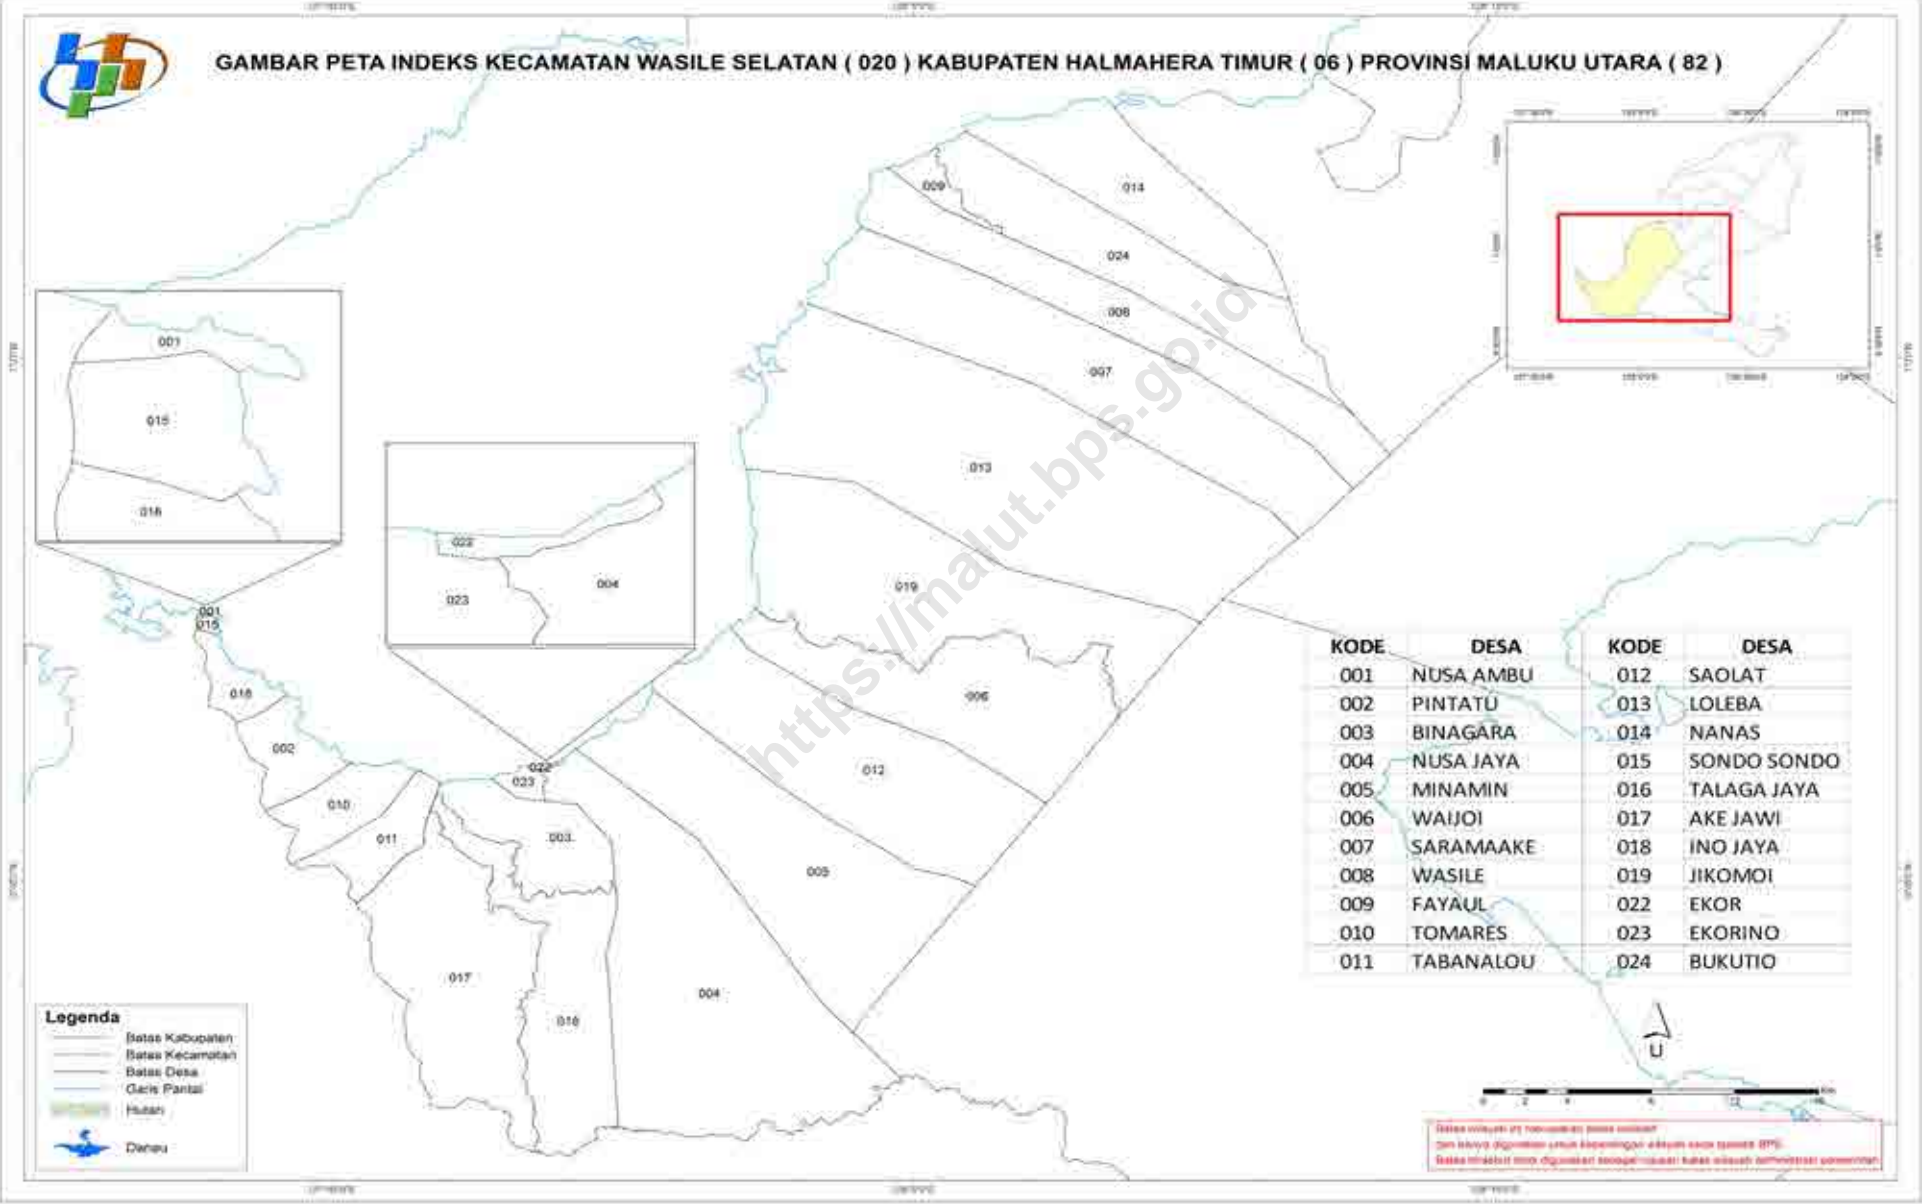 GAMBAR PETA INDEKS KECAMATAN WASILE SELATAN ( 020 ) KABUPATEN HALMAHERA TIMUR ( 06 ) PROVINSI MALUKU UTARA ( 82 )
009
014
024
008
007
013
019
006
012
005
004
001
015
016
022
023
004
001
015
016
002
010
011
022
023
003
017
018
https://malut.bps.go.id
KODE DESA KODE DESA
001 NUSA AMBU 012 SAOLAT
002 PINTATU 013 LOLEBA
003 BINAGARA 014 NANAS
004 NUSA JAYA 015 SONDO SONDO
005 MINAMIN 016 TALAGA JAYA
006 WAIJOI 017 AKE JAWI
007 SARAMAAKE 018 INO JAYA
008 WASILE 019 JIKOMOI
009 FAYAUL 022 EKOR
010 TOMARES 023 EKORINO
011 TABANALOU 024 BUKUTIO
Legenda
Batas Kabupaten
Batas Kecamatan
Batas Desa
Garis Pantai
Hutan
Danau
U